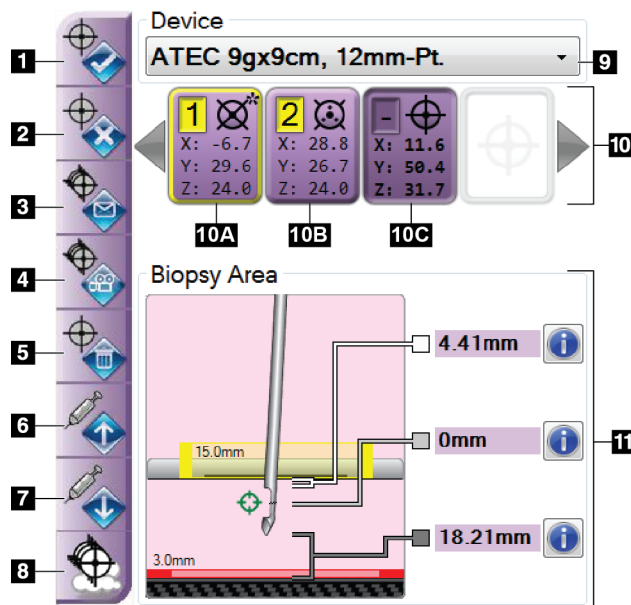 Device
1
ATEC 9gx9cm, 12mm-Pt.
9
2
1 *
X: -6.7
Y: 29.6
Z: 24.0
2
X: 28.8
Y: 26.7
Z: 24.0
-
X: 11.6
Y: 50.4
Z: 31.7
10
3
10A 10B 10C
4
Biopsy Area
5
4.41mm
6
15.0mm
0mm
11
7
18.21mm
8
3.0mm